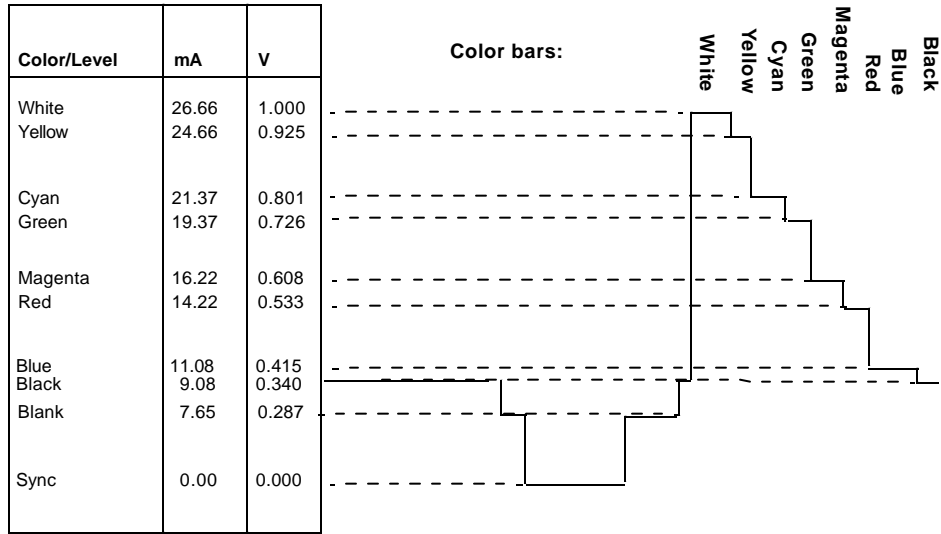 Color/Level mA V
White 26.66 1.000
Yellow 24.66 0.925
Cyan 21.37 0.801
Green 19.37 0.726
Magenta 16.22 0.608
Red 14.22 0.533
Blue 11.08 0.415
Black 9.08 0.340
Blank 7.65 0.287
Sync 0.00 0.000
Color bars:
White
Yellow
Cyan
Green
Magenta
Red
Blue
Black